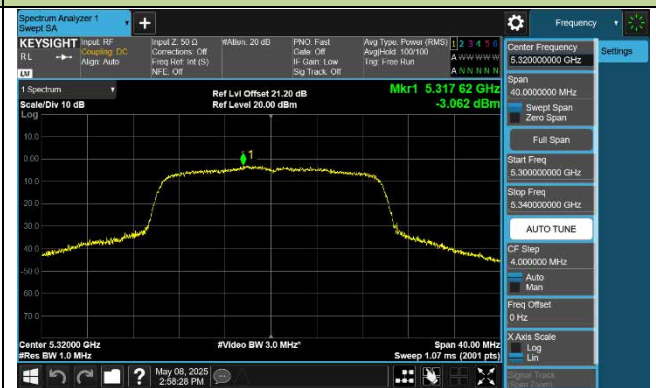 Spectrum Analyzer 1
Swept SA
Frequency
KEYSIGHT
RL
LXI
Input: RF
Coupling: DC
Align: Auto
Input Z: 50 Ω
Corrections: Off
Freq Ref: Int (S)
NFE: Off
#Atten: 20 dB
PNO: Fast
Gate: Off
IF Gain: Low
Sig Track: Off
Avg Type: Power (RMS)
Avg|Hold: 100/100
Trig: Free Run
1 2 3 4 5 6
A W W W W W
A N N N N N
Center Frequency
5.320000000 GHz
Settings
Span
40.0000000 MHz
Swept Span
Zero Span
Full Span
Start Freq
5.300000000 GHz
Stop Freq
5.340000000 GHz
AUTO TUNE
CF Step
4.000000 MHz
Auto
Man
Freq Offset
0 Hz
X Axis Scale
Log
Lin
Signal Track
(Span Zoom)
1 Spectrum
Scale/Div 10 dB
Log
Ref Lvl Offset 21.20 dB
Ref Level 20.00 dBm
Mkr1 5.317 62 GHz
-3.062 dBm
10.0
0.00
1
10.0
20.0
30.0
40.0
50.0
60.0
70.0
Center 5.32000 GHz
#Res BW 1.0 MHz
#Video BW 3.0 MHz*
Span 40.00 MHz
Sweep 1.07 ms (2001 pts)
May 08, 2025
2:58:28 PM